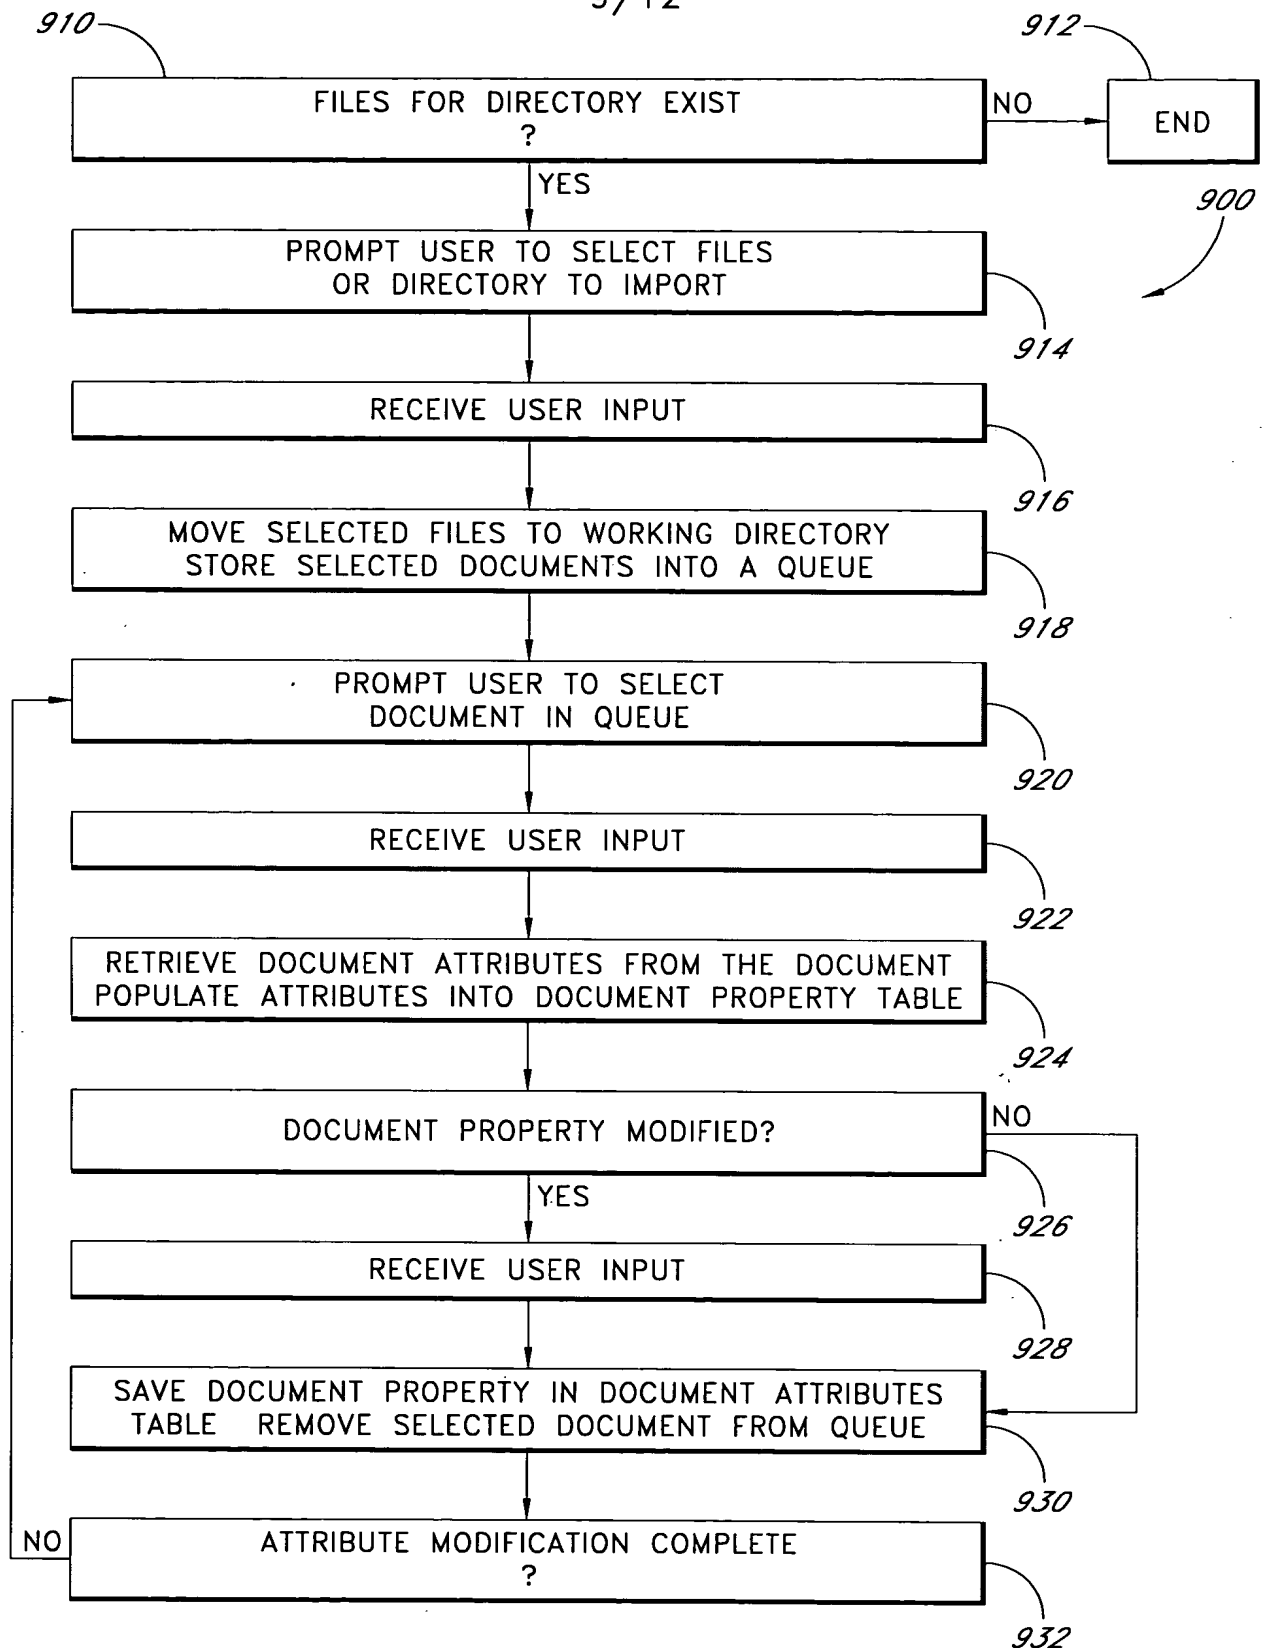 910
912
FILES FOR DIRECTORY EXIST
?
NO
END
YES
900
PROMPT USER TO SELECT FILES
OR DIRECTORY TO IMPORT
914
RECEIVE USER INPUT
916
MOVE SELECTED FILES TO WORKING DIRECTORY
STORE SELECTED DOCUMENTS INTO A QUEUE
918
PROMPT USER TO SELECT
DOCUMENT IN QUEUE
920
RECEIVE USER INPUT
922
RETRIEVE DOCUMENT ATTRIBUTES FROM THE DOCUMENT
POPULATE ATTRIBUTES INTO DOCUMENT PROPERTY TABLE
924
DOCUMENT PROPERTY MODIFIED?
NO
926
YES
RECEIVE USER INPUT
928
SAVE DOCUMENT PROPERTY IN DOCUMENT ATTRIBUTES
TABLE REMOVE SELECTED DOCUMENT FROM QUEUE
930
NO
ATTRIBUTE MODIFICATION COMPLETE
?
932